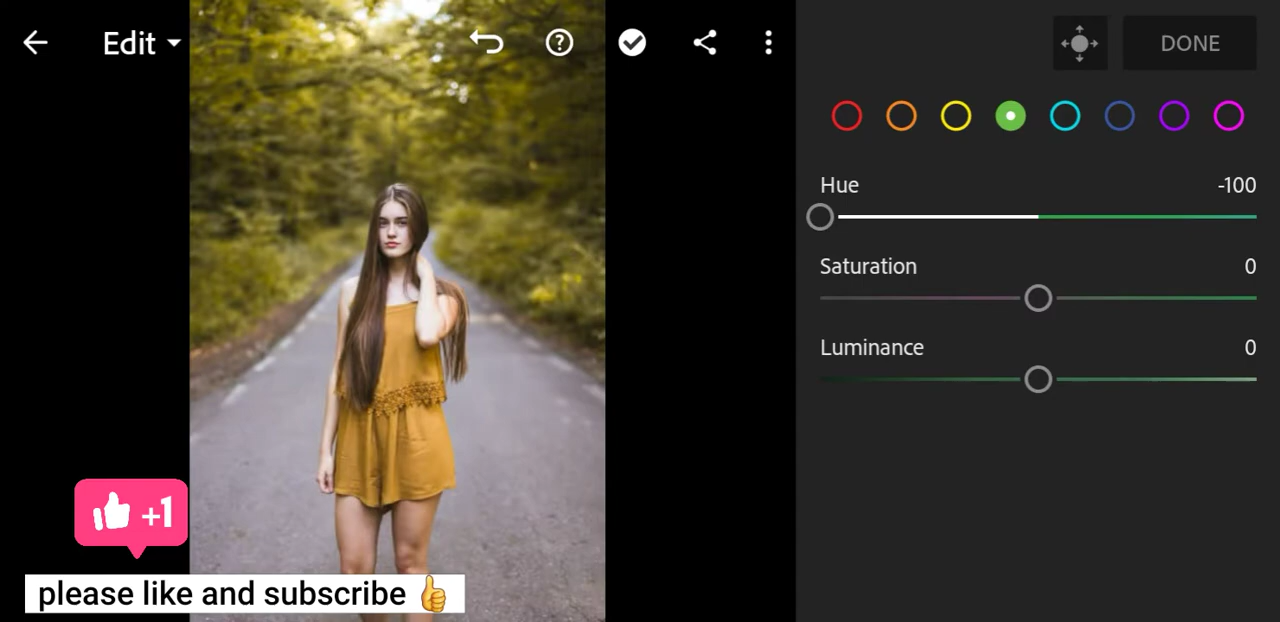 Edit
DONE
Hue
-100
Saturation
0
Luminance
0
+1
please like and subscribe 👍